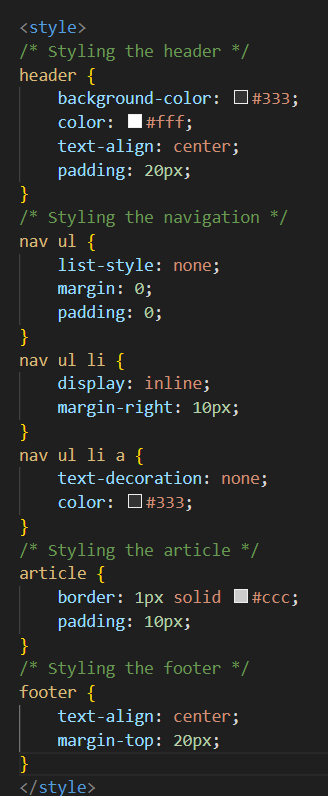 <style>
/* Styling the header */
header {
    background-color: #333;
    color: #fff;
    text-align: center;
    padding: 20px;
}
/* Styling the navigation */
nav ul {
    list-style: none;
    margin: 0;
    padding: 0;
}
nav ul li {
    display: inline;
    margin-right: 10px;
}
nav ul li a {
    text-decoration: none;
    color: #333;
}
/* Styling the article */
article {
    border: 1px solid #ccc;
    padding: 10px;
}
/* Styling the footer */
footer {
    text-align: center;
    margin-top: 20px;
}
</style>